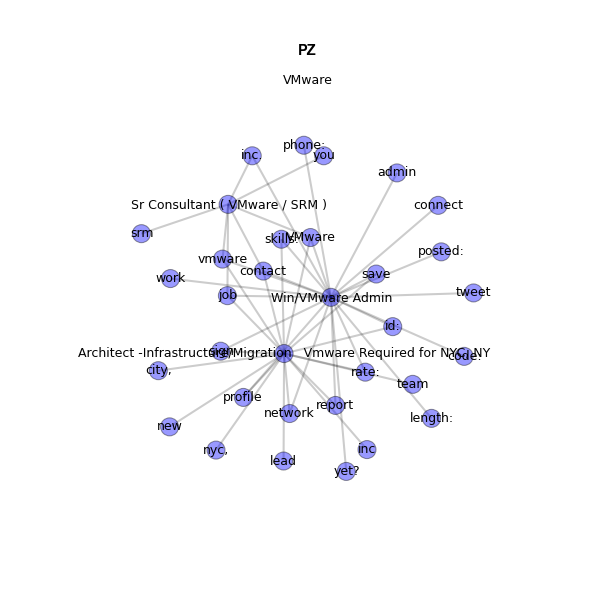 PZ
VMware
phone:
inc.
you
admin
Sr Consultant ( VMware / SRM )
connect
srm
skills:
VMware
posted:
vmware
contact
save
work
job
Win/VMware Admin
tweet
id:
sign
Architect -Infrastructure/Migration
Vmware Required for NYC, NY
code:
city,
rate:
team
profile
network
report
length:
new
nyc,
lead
inc
yet?